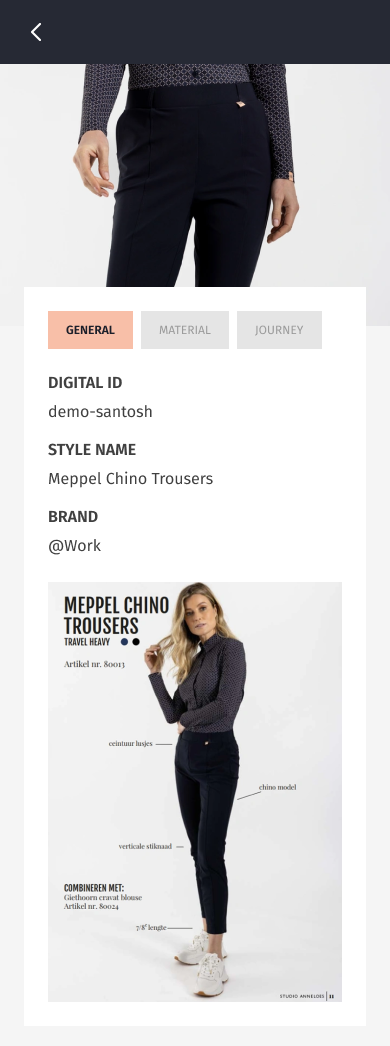 GENERAL
MATERIAL
JOURNEY
DIGITAL ID
demo-santosh
STYLE NAME
Meppel Chino Trousers
BRAND
@Work
MEPPEL CHINO
TROUSERS
TRAVEL HEAVY
Artikel nr. 80013
ceintuur lusjes
chino model
verticale stiknaad
COMBINEREN MET:
Giethoorn cravat blouse
Artikel nr. 80024
7/8" lengte
STUDIO ANNELOES | 33